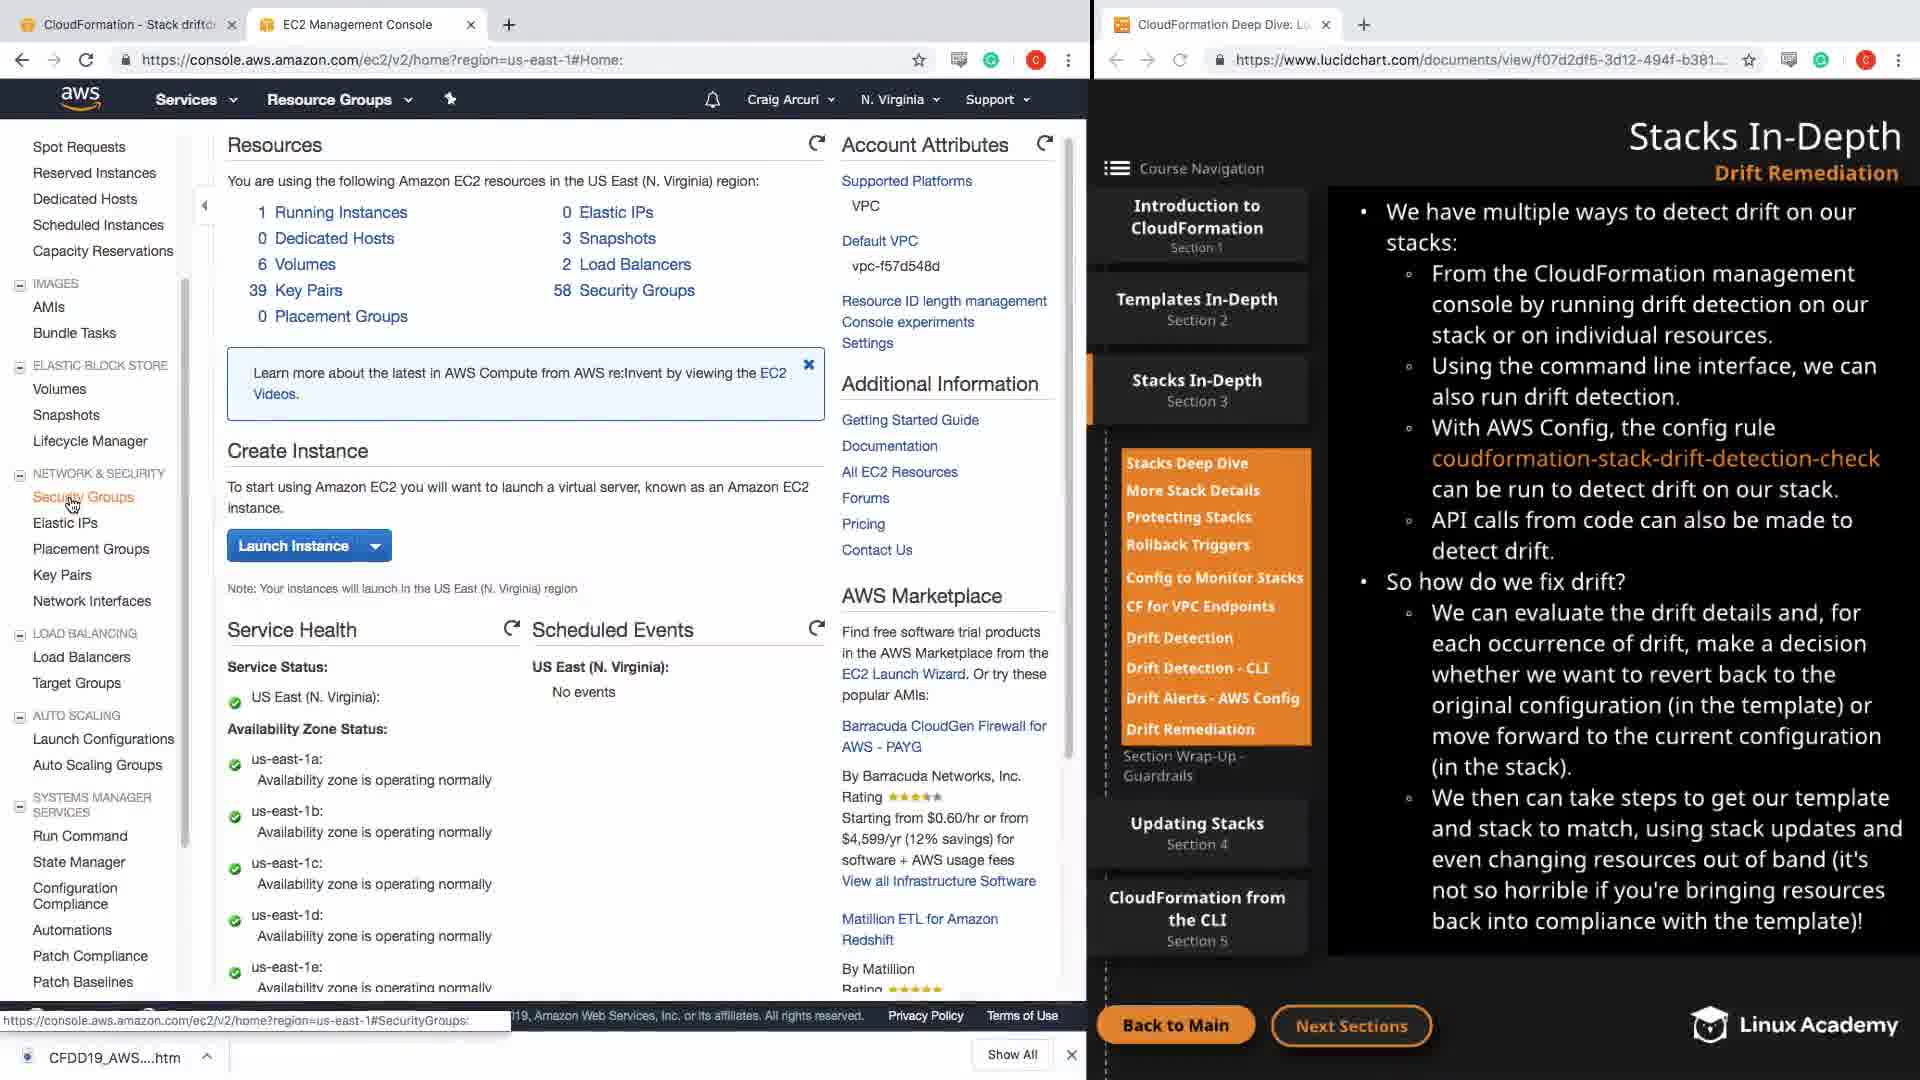 CloudFormation - Stack driftd
EC2 Management Console
https://console.aws.amazon.com/ec2/v2/home?region=us-east-1#Home:
C
aws
Services
Resource Groups
Craig Arcuri
N. Virginia
Support
Spot Requests
Reserved Instances
Dedicated Hosts
Scheduled Instances
Capacity Reservations
IMAGES
AMIs
Bundle Tasks
ELASTIC BLOCK STORE
Volumes
Snapshots
Lifecycle Manager
NETWORK & SECURITY
Security Groups
Elastic IPs
Placement Groups
Key Pairs
Network Interfaces
LOAD BALANCING
Load Balancers
Target Groups
AUTO SCALING
Launch Configurations
Auto Scaling Groups
SYSTEMS MANAGER
SERVICES
Run Command
State Manager
Configuration
Compliance
Automations
Patch Compliance
Patch Baselines
Resources
You are using the following Amazon EC2 resources in the US East (N. Virginia) region:
1 Running Instances
0 Elastic IPs
0 Dedicated Hosts
3 Snapshots
6 Volumes
2 Load Balancers
39 Key Pairs
58 Security Groups
0 Placement Groups
Learn more about the latest in AWS Compute from AWS re:Invent by viewing the EC2
Videos.
Create Instance
To start using Amazon EC2 you will want to launch a virtual server, known as an Amazon EC2
instance.
Launch Instance
Note: Your instances will launch in the US East (N. Virginia) region
Service Health
Service Status:
US East (N. Virginia):
Availability Zone Status:
us-east-1a:
Availability zone is operating normally
us-east-1b:
Availability zone is operating normally
us-east-1c:
Availability zone is operating normally
us-east-1d:
Availability zone is operating normally
us-east-1e:
Availability zone is operating normally
Scheduled Events
US East (N. Virginia):
No events
Account Attributes
Supported Platforms
VPC
Default VPC
vpc-f57d548d
Resource ID length management
Console experiments
Settings
Additional Information
Getting Started Guide
Documentation
All EC2 Resources
Forums
Pricing
Contact Us
AWS Marketplace
Find free software trial products
in the AWS Marketplace from the
EC2 Launch Wizard. Or try these
popular AMIs:
Barracuda CloudGen Firewall for
AWS - PAYG
By Barracuda Networks, Inc.
Rating
Starting from $0.60/hr or from
$4,599/yr (12% savings) for
software + AWS usage fees
View all Infrastructure Software
Matillion ETL for Amazon
Redshift
By Matillion
Rating
https://console.aws.amazon.com/ec2/v2/home?region=us-east-1#SecurityGroups:
19, Amazon Web Services, Inc. or its affiliates. All rights reserved.
Privacy Policy
Terms of Use
CFDD19_AWS....htm
Show All
CloudFormation Deep Dive: Lu
https://www.lucidchart.com/documents/view/f07d2df5-3d12-494f-b381...
C
Stacks In-Depth
Drift Remediation
Course Navigation
Introduction to
CloudFormation
Section 1
Templates In-Depth
Section 2
Stacks In-Depth
Section 3
Stacks Deep Dive
More Stack Details
Protecting Stacks
Rollback Triggers
Config to Monitor Stacks
CF for VPC Endpoints
Drift Detection
Drift Detection - CLI
Drift Alerts - AWS Config
Drift Remediation
Section Wrap-Up -
Guardrails
Updating Stacks
Section 4
CloudFormation from
the CLI
Section 5
• We have multiple ways to detect drift on our
stacks:
◦ From the CloudFormation management
console by running drift detection on our
stack or on individual resources.
◦ Using the command line interface, we can
also run drift detection.
◦ With AWS Config, the config rule
coudformation-stack-drift-detection-check
can be run to detect drift on our stack.
◦ API calls from code can also be made to
detect drift.
• So how do we fix drift?
◦ We can evaluate the drift details and, for
each occurrence of drift, make a decision
whether we want to revert back to the
original configuration (in the template) or
move forward to the current configuration
(in the stack).
◦ We then can take steps to get our template
and stack to match, using stack updates and
even changing resources out of band (it's
not so horrible if you're bringing resources
back into compliance with the template)!
Back to Main
Next Sections
Linux Academy